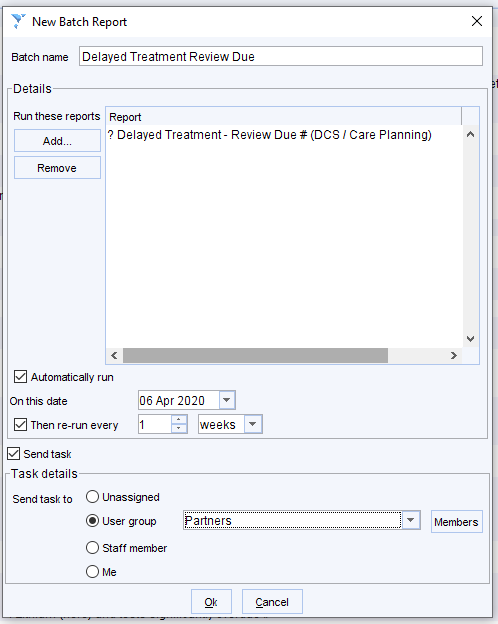 New Batch Report
Batch name Delayed Treatment Review Due
Details
Run these reports Report
Add... ? Delayed Treatment - Review Due # (DCS / Care Planning)
Remove
Automatically run
On this date 06 Apr 2020
Then re-run every 1 weeks
Send task
Task details
Send task to Unassigned
User group Partners Members
Staff member
Me
Ok Cancel